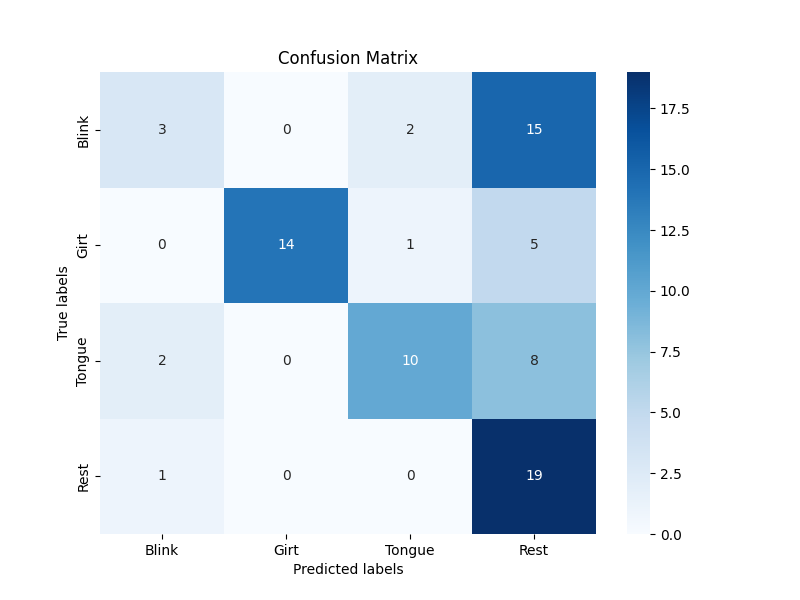 Confusion Matrix
Blink 3 0 2 15
Girt 0 14 1 5
Tongue 2 0 10 8
Rest 1 0 0 19
Blink Girt Tongue Rest
Predicted labels
True labels
17.5
15.0
12.5
10.0
7.5
5.0
2.5
0.0